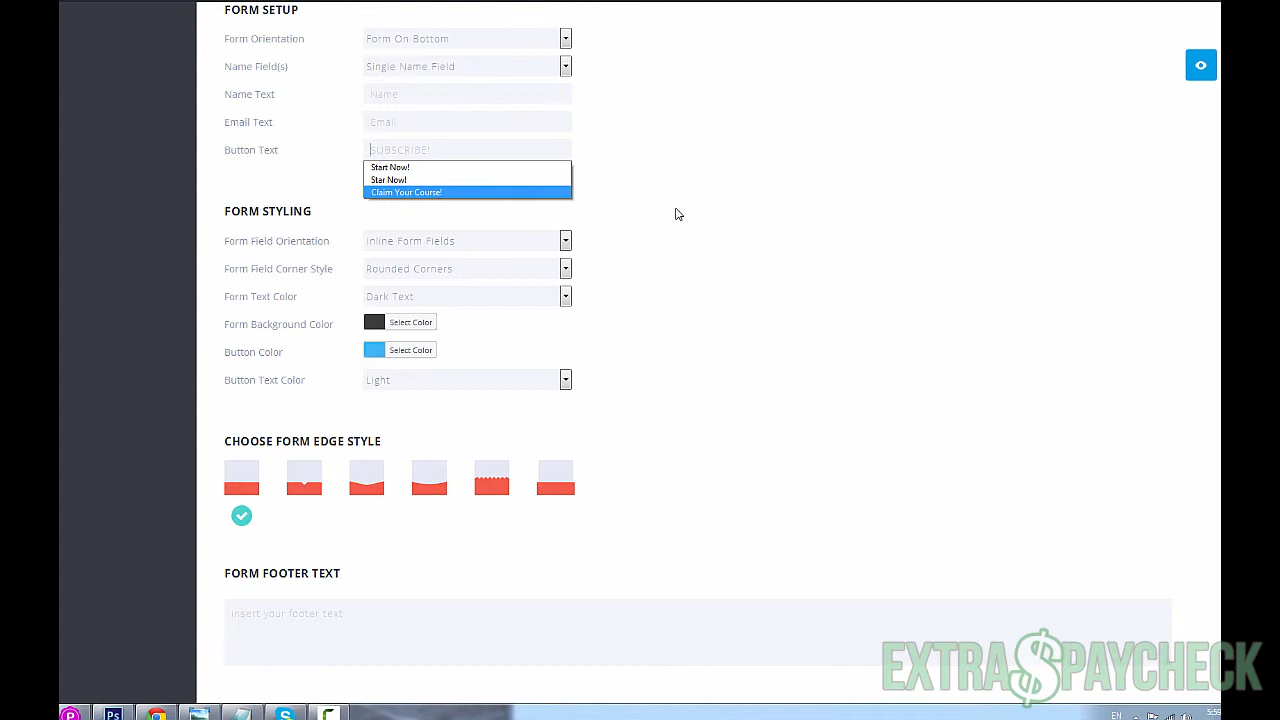 FORM SETUP
Form Orientation Form On Bottom
Name Field(s) Single Name Field
Name Text Name
Email Text Email
Button Text SUBSCRIBE!
Start Now!
Star Now!
Claim Your Course!
FORM STYLING
Form Field Orientation Inline Form Fields
Form Field Corner Style Rounded Corners
Form Text Color Dark Text
Form Background Color Select Color
Button Color Select Color
Button Text Color Light
CHOOSE FORM EDGE STYLE
FORM FOOTER TEXT
Insert your footer text
EXTRA$PAYCHECK
Ps
EN
5:59